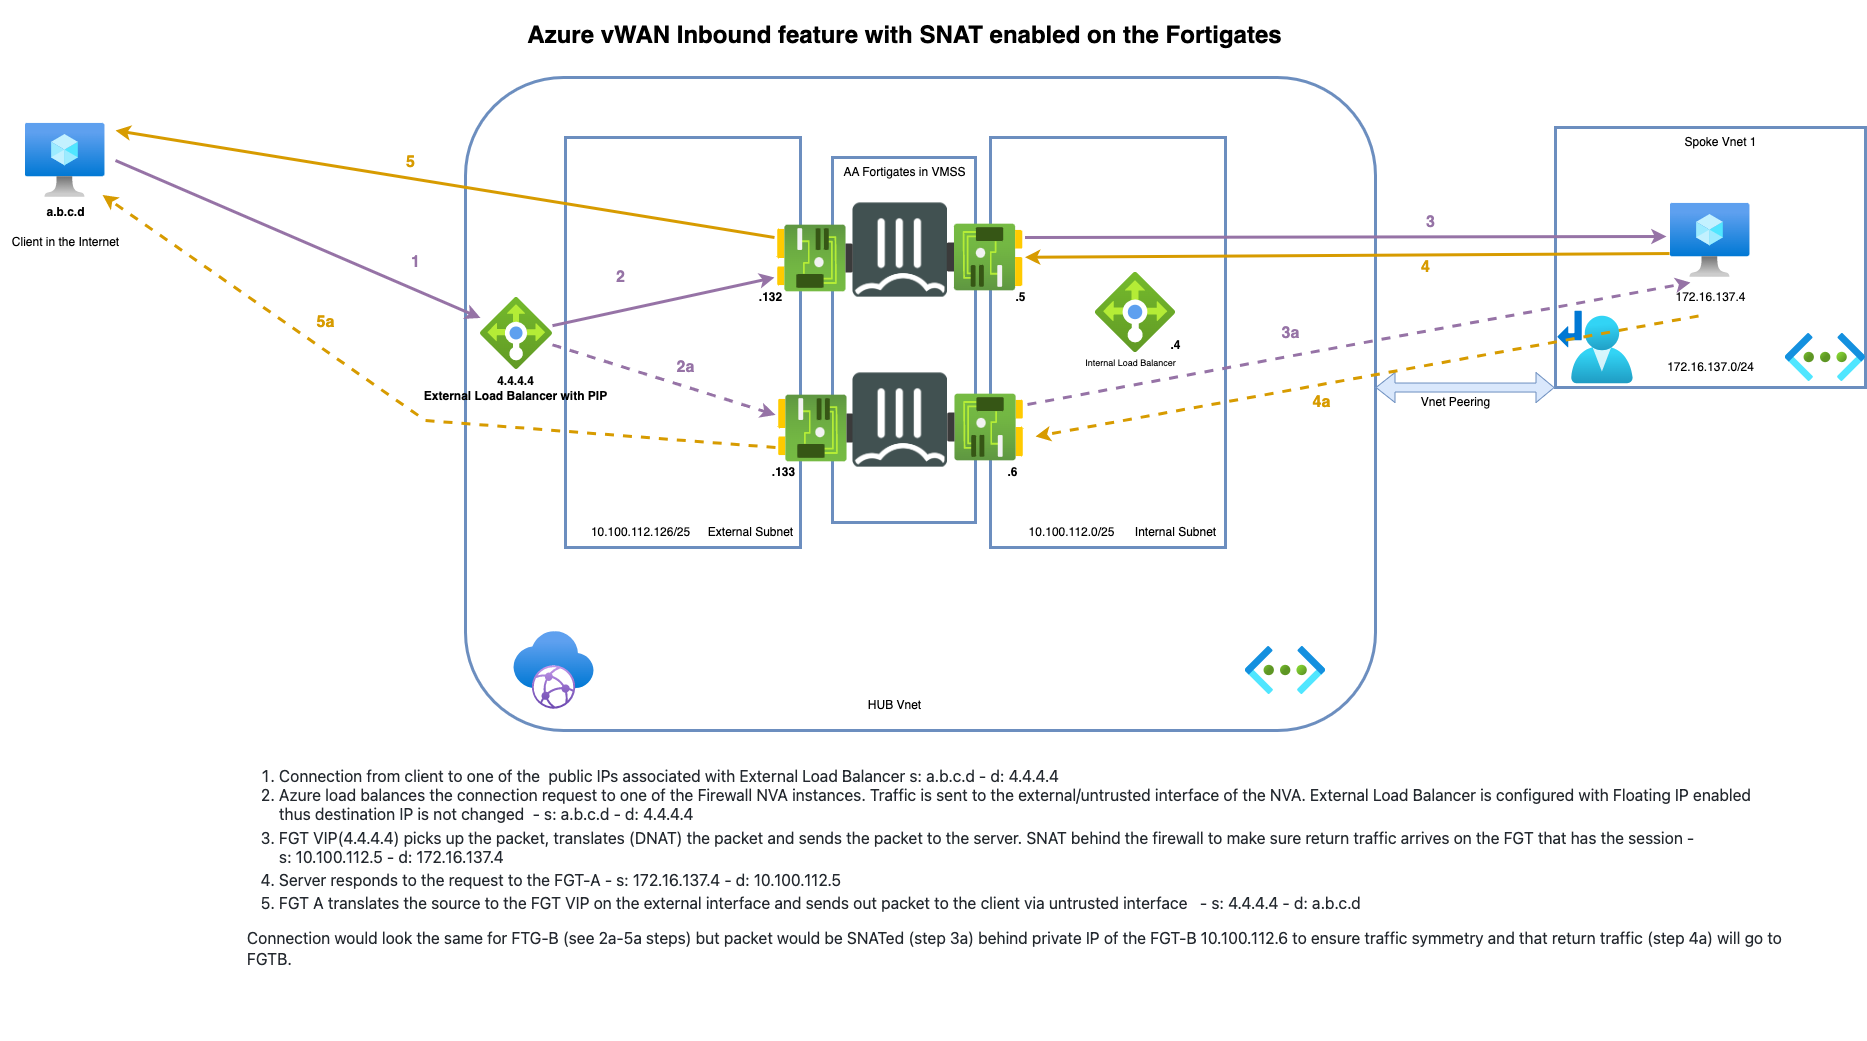 Azure vWAN Inbound feature with SNAT enabled on the Fortigates
a.b.c.d
Client in the Internet
1
2
2a
5
5a
4.4.4.4
External Load Balancer with PIP
.132
.133
10.100.112.126/25 External Subnet
AA Fortigates in VMSS
.5
.6
.4
Internal Load Balancer
10.100.112.0/25 Internal Subnet
3
4
3a
4a
Vnet Peering
Spoke Vnet 1
172.16.137.4
172.16.137.0/24
HUB Vnet
1. Connection from client to one of the public IPs associated with External Load Balancer s: a.b.c.d - d: 4.4.4.4
2. Azure load balances the connection request to one of the Firewall NVA instances. Traffic is sent to the external/untrusted interface of the NVA. External Load Balancer is configured with Floating IP enabled
thus destination IP is not changed - s: a.b.c.d - d: 4.4.4.4
3. FGT VIP(4.4.4.4) picks up the packet, translates (DNAT) the packet and sends the packet to the server. SNAT behind the firewall to make sure return traffic arrives on the FGT that has the session -
s: 10.100.112.5 - d: 172.16.137.4
4. Server responds to the request to the FGT-A - s: 172.16.137.4 - d: 10.100.112.5
5. FGT A translates the source to the FGT VIP on the external interface and sends out packet to the client via untrusted interface - s: 4.4.4.4 - d: a.b.c.d
Connection would look the same for FTG-B (see 2a-5a steps) but packet would be SNATed (step 3a) behind private IP of the FGT-B 10.100.112.6 to ensure traffic symmetry and that return traffic (step 4a) will go to
FGTB.